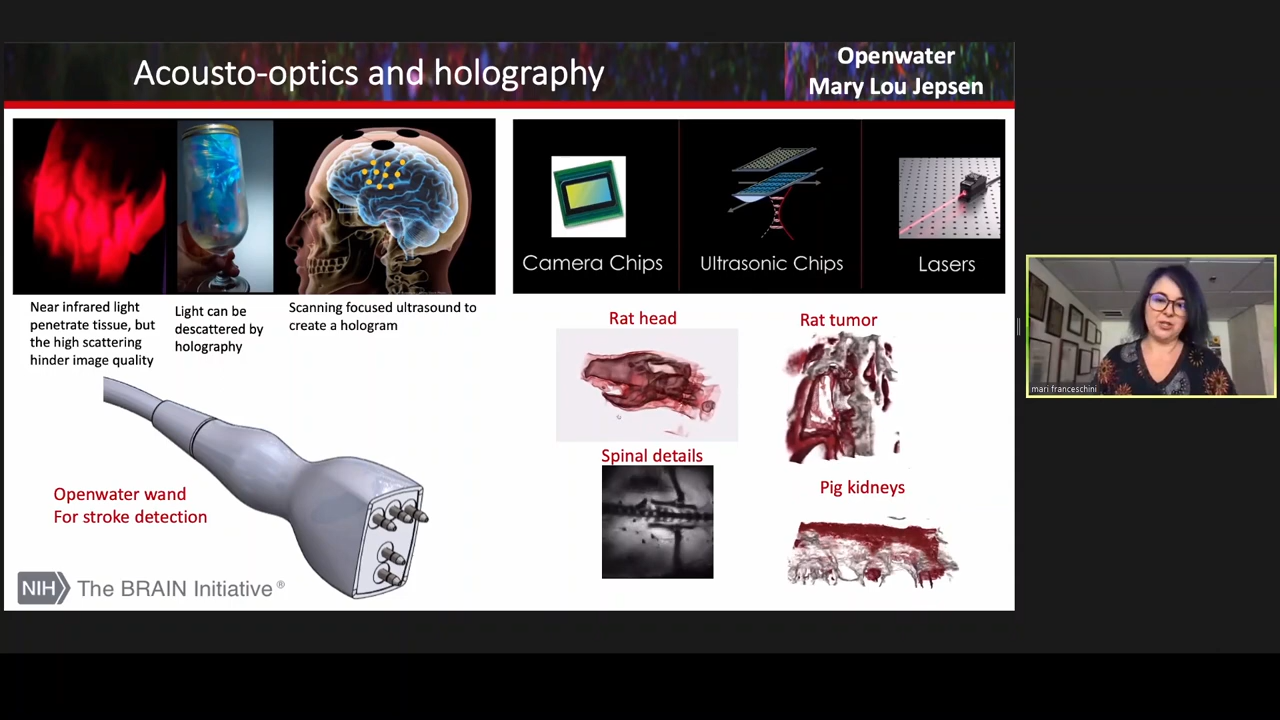 Acousto-optics and holography
Openwater
Mary Lou Jepsen
Near infrared light
penetrate tissue, but
the high scattering
hinder image quality
Light can be
descattered by
holography
Scanning focused ultrasound to
create a hologram
Camera Chips
Ultrasonic Chips
Lasers
Rat head
Rat tumor
Spinal details
Pig kidneys
Openwater wand
For stroke detection
NIH The BRAIN Initiative®
mari franceschini